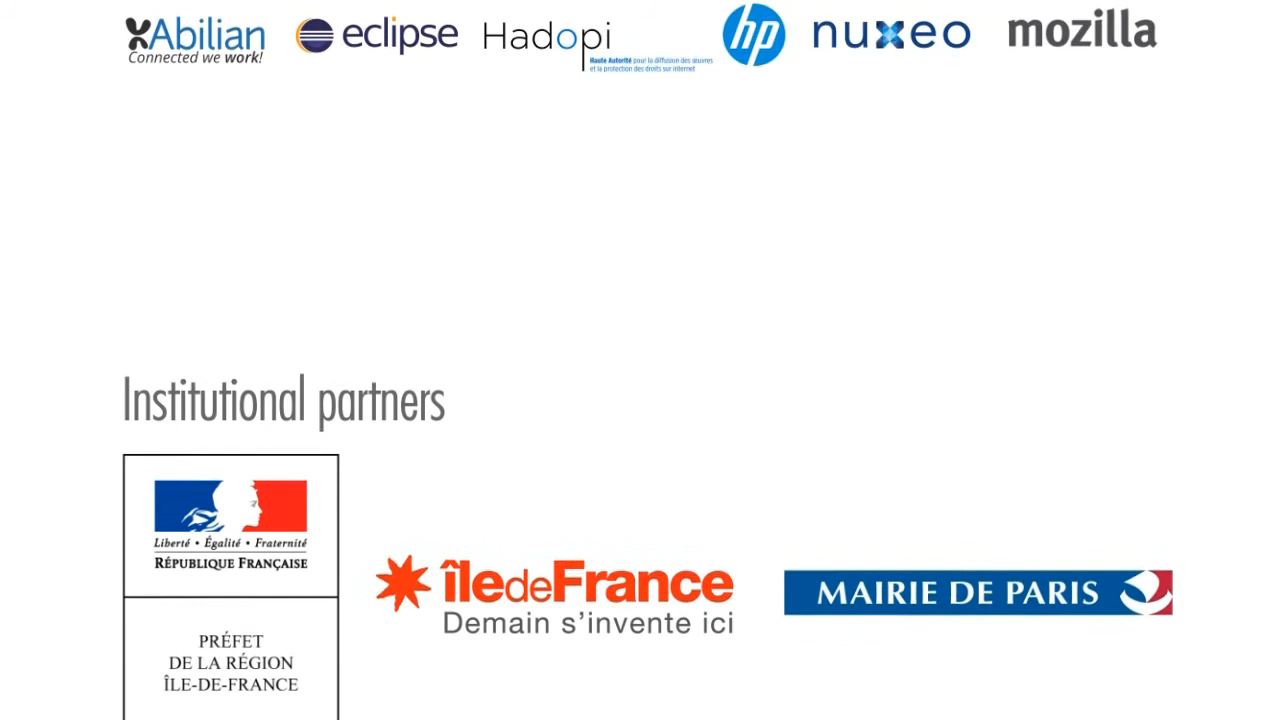 Abilian
Connected we work!
eclipse
Hadopi
Haute Autorité pour la diffusion des œuvres
et la protection des droits sur internet
hp
nuxeo
mozilla
Institutional partners
Liberté • Égalité • Fraternité
RÉPUBLIQUE FRANÇAISE
PRÉFET
DE LA RÉGION
ÎLE-DE-FRANCE
îledeFrance
Demain s'invente ici
MAIRIE DE PARIS